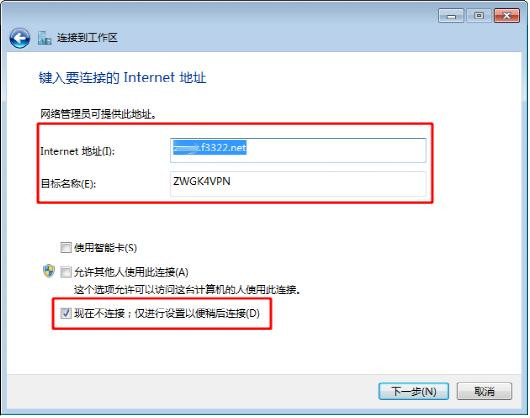 连接到工作区
键入要连接的 Internet 地址
网络管理员可提供此地址。
Internet 地址(I):
.f3322.net
目标名称(E):
ZWGK4VPN
使用智能卡(S)
允许其他人使用此连接(A)
这个选项允许可以访问这台计算机的人使用此连接。
现在不连接；仅进行设置以便稍后连接(D)
下一步(N)
取消